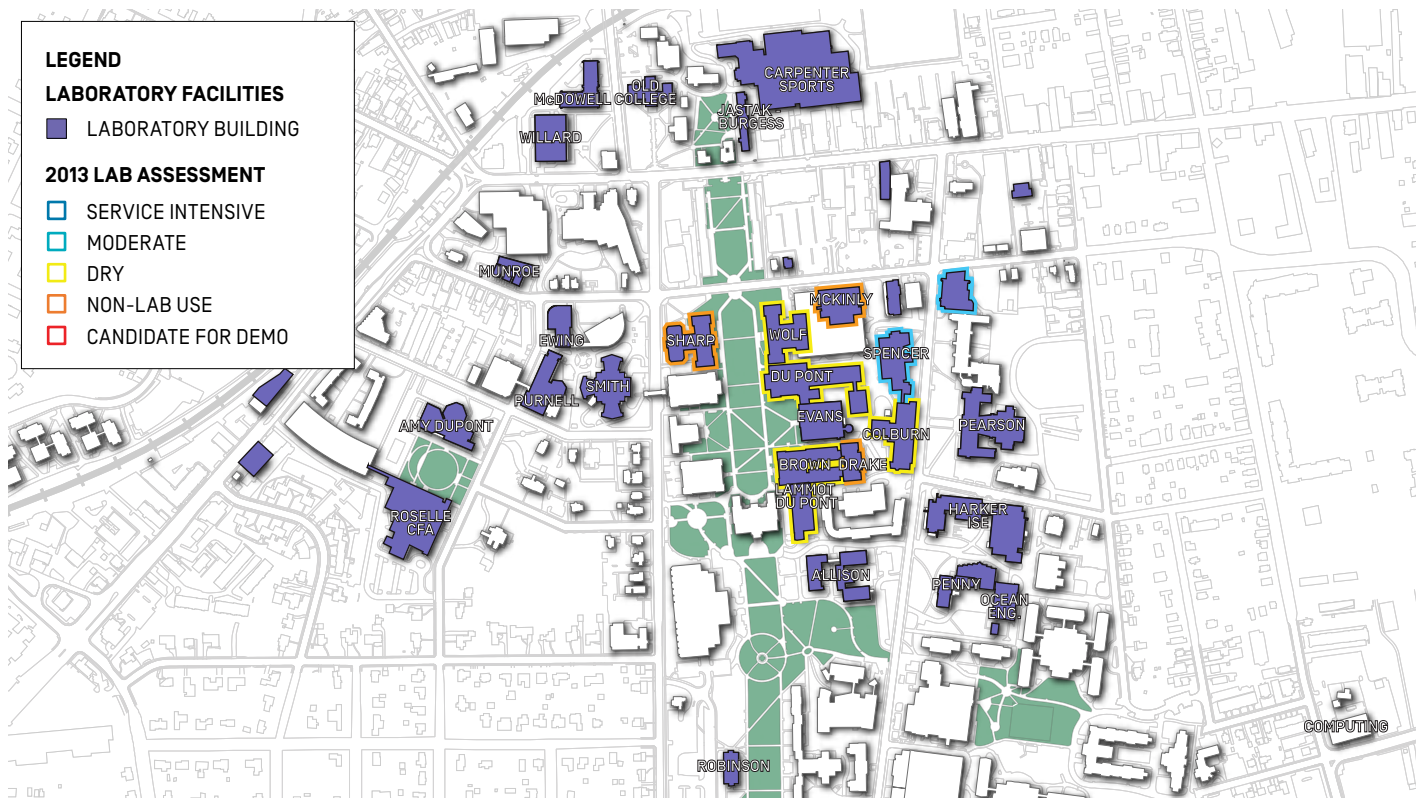 LEGEND
LABORATORY FACILITIES
LABORATORY BUILDING
2013 LAB ASSESSMENT
SERVICE INTENSIVE
MODERATE
DRY
NON-LAB USE
CANDIDATE FOR DEMO
CARPENTER
SPORTS
OLD
COLLEGE
McDOWELL
JASTAK-
BURGESS
WILLARD
MUNROE
MCKINLY
EWING
SHARP
WOLF
SPENCER
DU PONT
SMITH
PURNELL
EVANS
AMY DUPONT
COLBURN
PEARSON
BROWN
DRAKE
LAMMOT
DU PONT
ROSELLE
CFA
HARKER
ISE
ALLISON
PENNY
OCEAN
ENG.
COMPUTING
ROBINSON